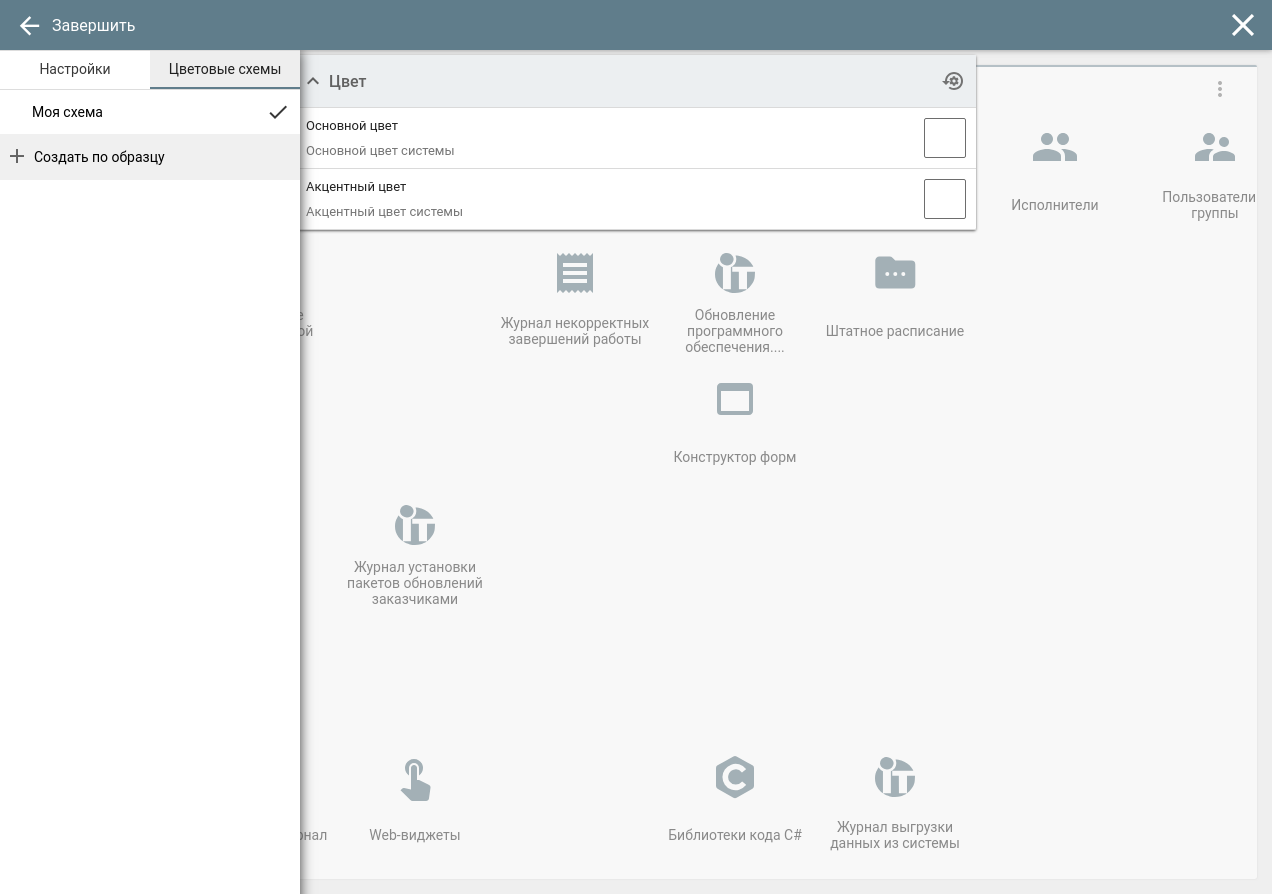 Завершить
Настройки
Цветовые схемы
Моя схема
Создать по образцу
Цвет
Основной цвет
Основной цвет системы
Акцентный цвет
Акцентный цвет системы
Исполнители
Пользователи
группы
е
ой
Журнал некорректных
завершений работы
Обновление
программного
обеспечения....
Штатное расписание
Конструктор форм
Журнал установки
пакетов обновлений
заказчиками
рнал
Web-виджеты
Библиотеки кода C#
Журнал выгрузки
данных из системы